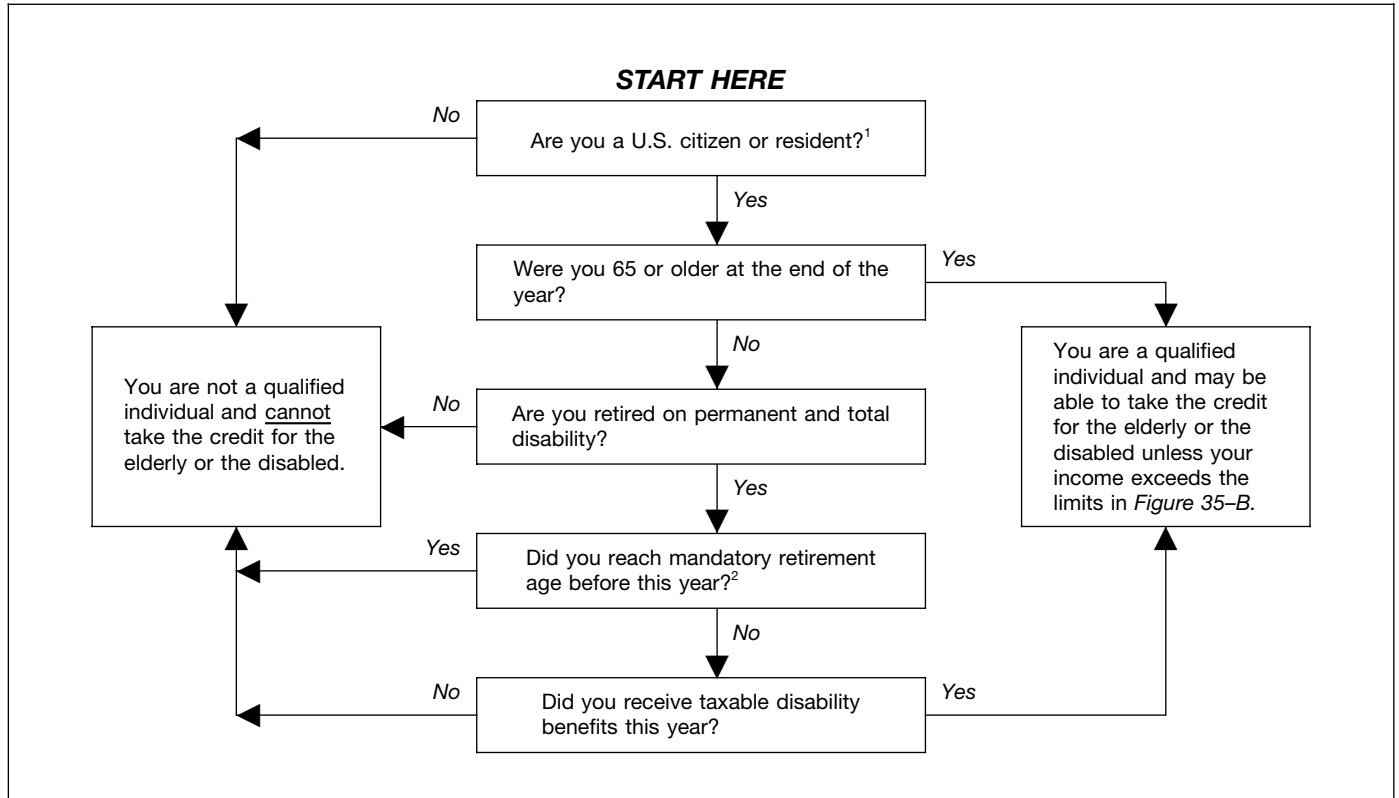 START HERE
No
Are you a U.S. citizen or resident?1
Yes
Were you 65 or older at the end of the
year?
Yes
No
You are not a qualified
individual and cannot
take the credit for the
elderly or the disabled.
No
Are you retired on permanent and total
disability?
You are a qualified
individual and may be
able to take the credit
for the elderly or the
disabled unless your
income exceeds the
limits in Figure 35–B.
Yes
Yes
Did you reach mandatory retirement
age before this year?2
No
No
Did you receive taxable disability
benefits this year?
Yes